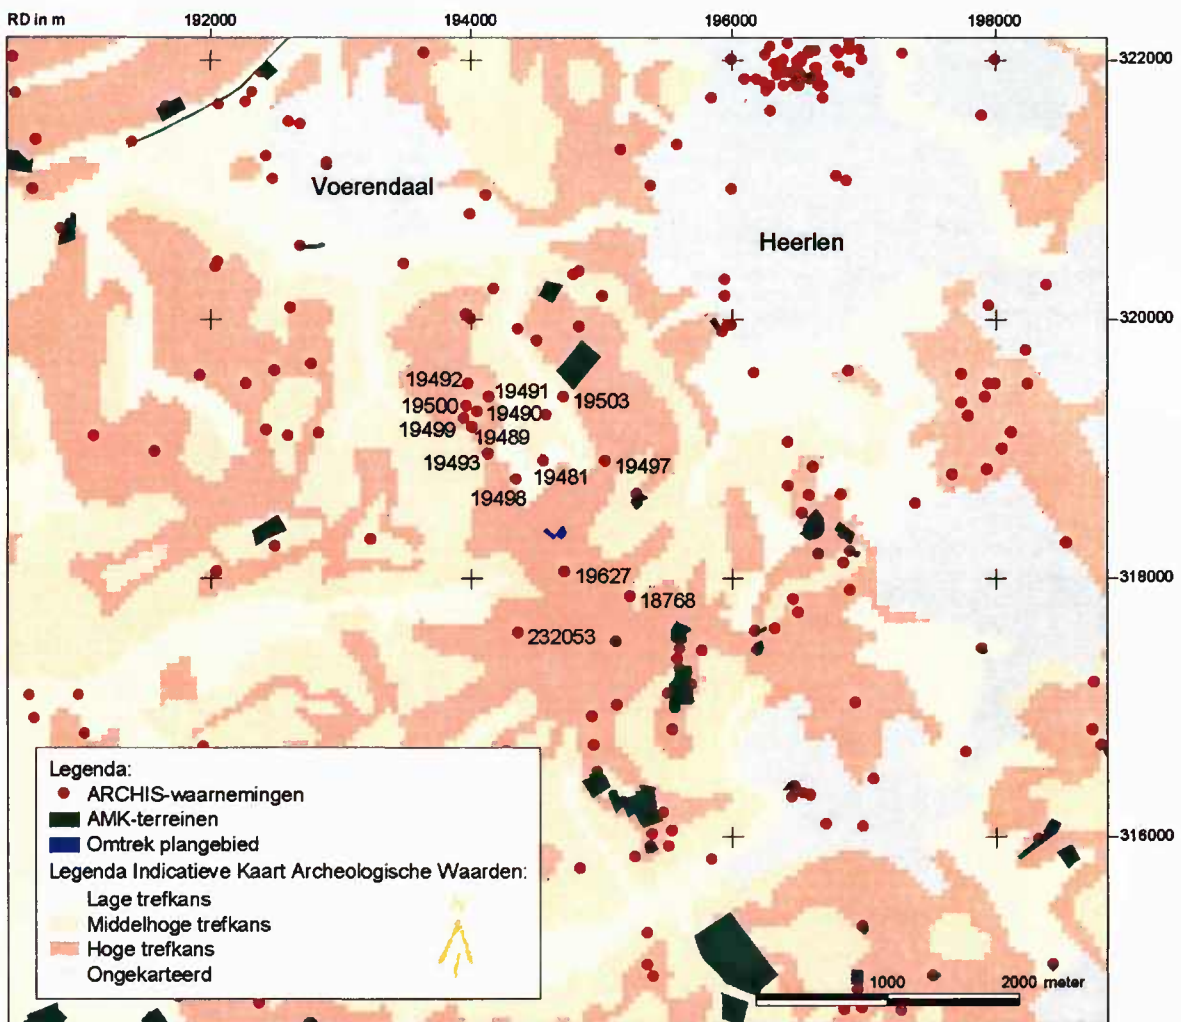 RD in m
192000
194000
196000
198000
322000
Voerendaal
Heerlen
320000
19492
19491
19500
19490
19503
19499
19489
19493
19481
19497
19498
318000
19627
18768
232053
316000
Legenda:
ARCHIS-waarnemingen
AMK-terreinen
Omtrek plangebied
Legenda Indicatieve Kaart Archeologische Waarden:
Lage trefkans
Middelhoge trefkans
Hoge trefkans
Ongekarteerd
1000
2000 meter